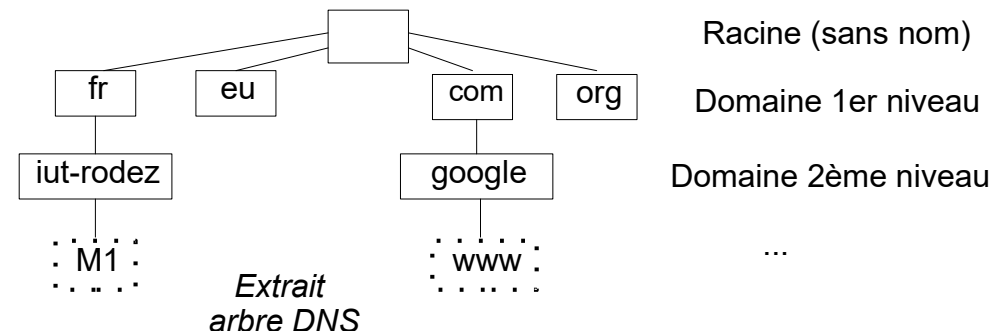 Racine (sans nom)
fr eu com org Domaine 1er niveau
iut-rodez google Domaine 2ème niveau
M1 www ...
Extrait
arbre DNS